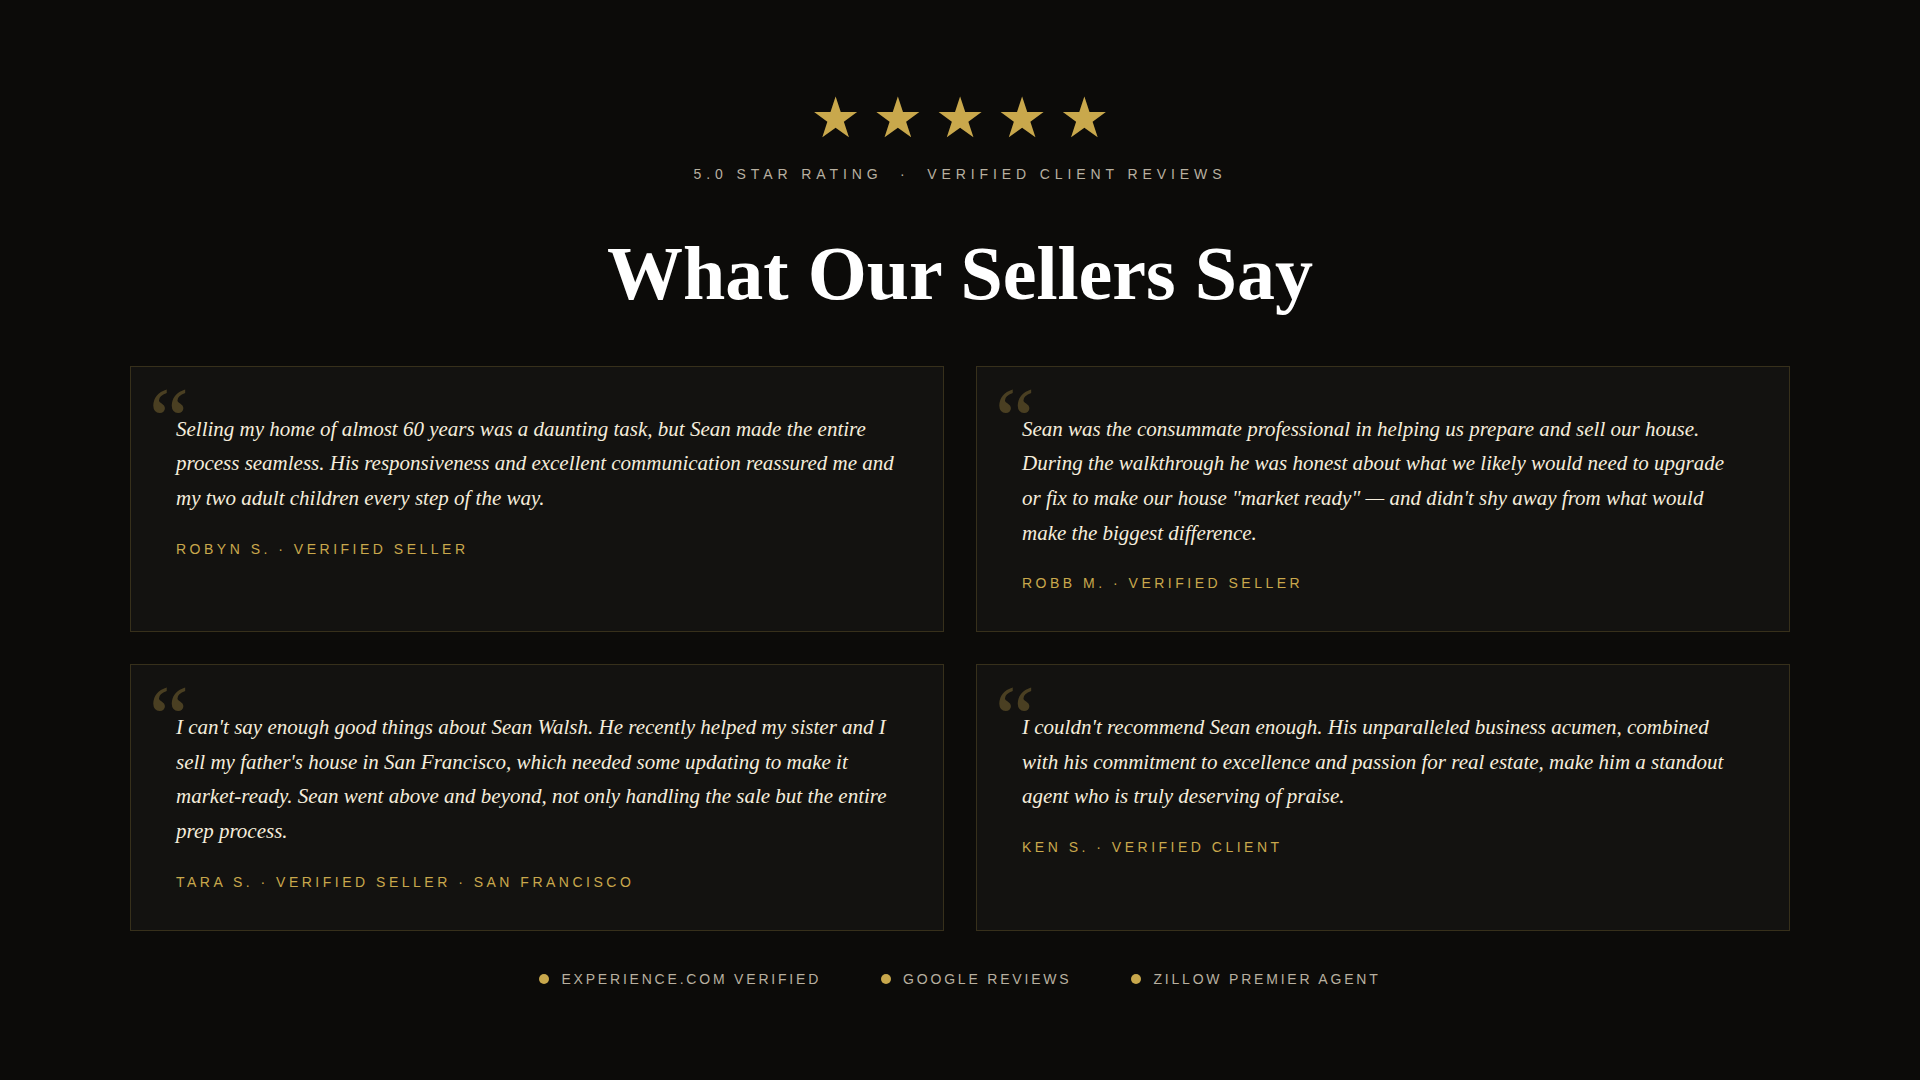 ★ ★ ★ ★ ★
5.0 STAR RATING · VERIFIED CLIENT REVIEWS
What Our Sellers Say
“
Selling my home of almost 60 years was a daunting task, but Sean made the entire
process seamless. His responsiveness and excellent communication reassured me and
my two adult children every step of the way.
ROBYN S. · VERIFIED SELLER
“
Sean was the consummate professional in helping us prepare and sell our house.
During the walkthrough he was honest about what we likely would need to upgrade
or fix to make our house "market ready" — and didn't shy away from what would
make the biggest difference.
ROBB M. · VERIFIED SELLER
“
I can't say enough good things about Sean Walsh. He recently helped my sister and I
sell my father's house in San Francisco, which needed some updating to make it
market-ready. Sean went above and beyond, not only handling the sale but the entire
prep process.
TARA S. · VERIFIED SELLER · SAN FRANCISCO
“
I couldn't recommend Sean enough. His unparalleled business acumen, combined
with his commitment to excellence and passion for real estate, make him a standout
agent who is truly deserving of praise.
KEN S. · VERIFIED CLIENT
EXPERIENCE.COM VERIFIED
GOOGLE REVIEWS
ZILLOW PREMIER AGENT